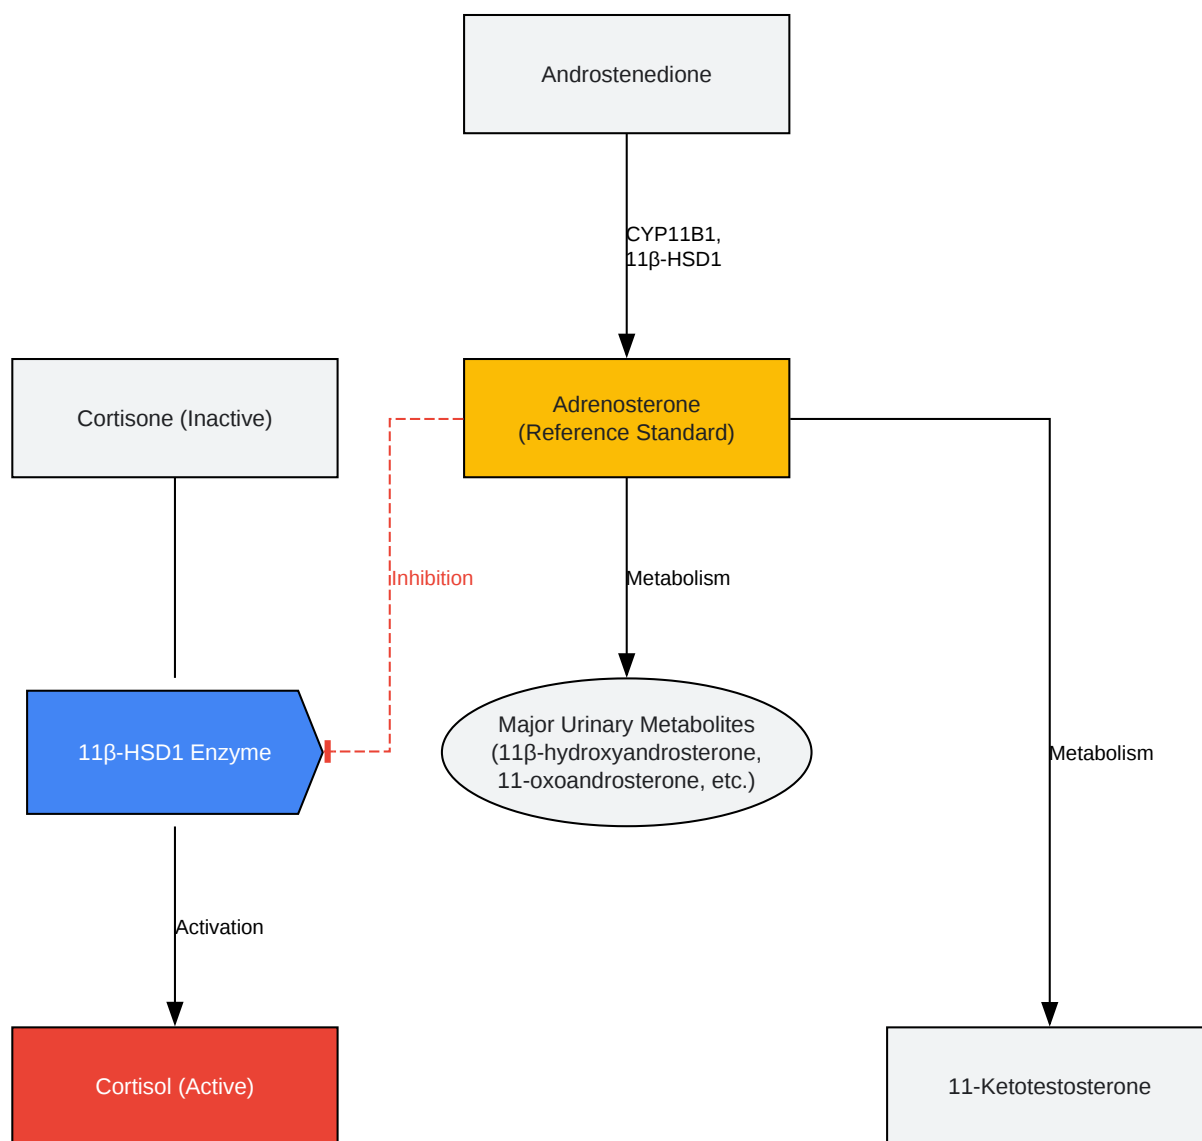 Androstenedione
CYP11B1,
11β-HSD1
Cortisone (Inactive)
Adrenosterone
(Reference Standard)
Inhibition
Metabolism
11β-HSD1 Enzyme
Major Urinary Metabolites
(11β-hydroxyandrosterone,
11-oxoandrosterone, etc.)
Metabolism
Activation
Cortisol (Active)
11-Ketotestosterone